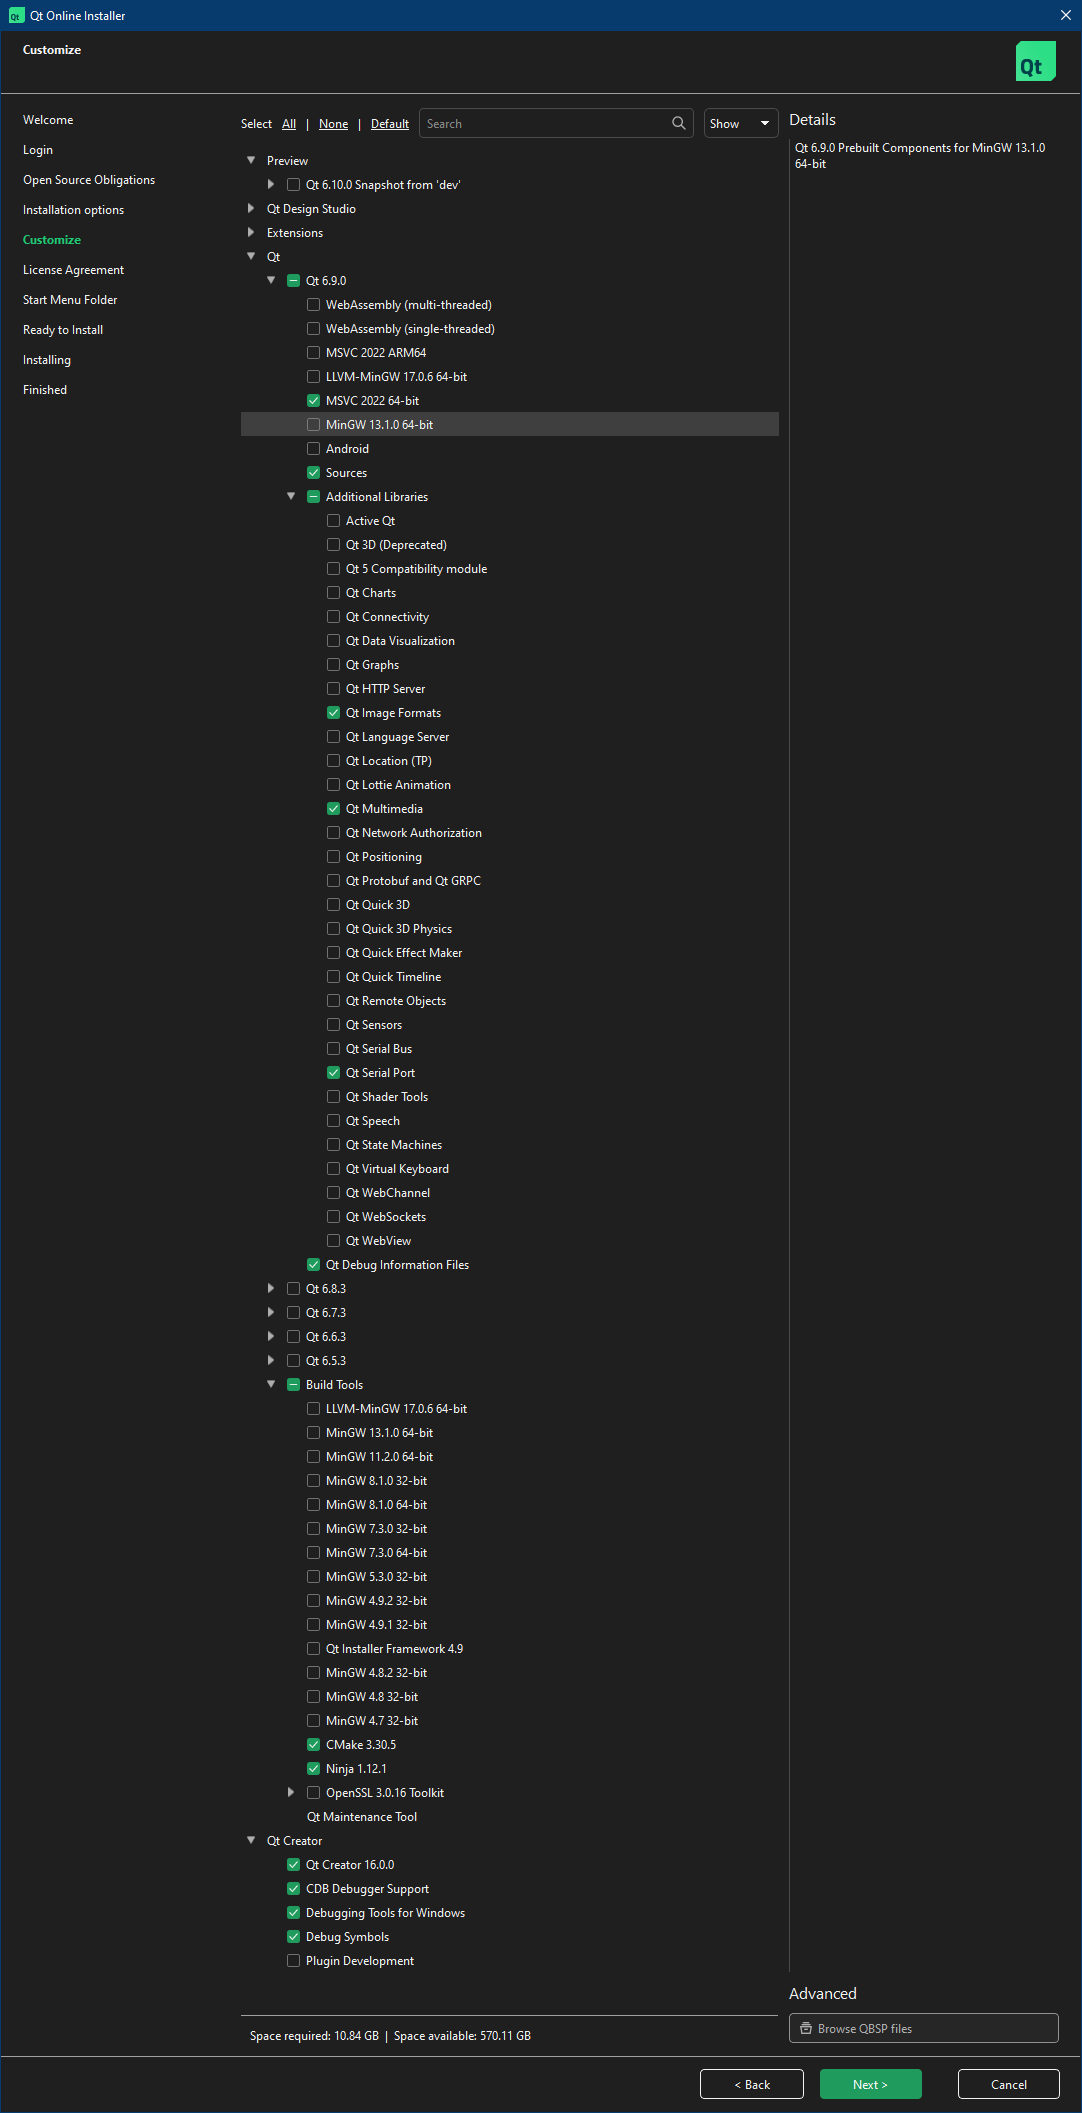 Qt Online Installer
Customize
Qt
Welcome
Login
Open Source Obligations
Installation options
Customize
License Agreement
Start Menu Folder
Ready to Install
Installing
Finished
Select All | None | Default Search Show
Preview
Qt 6.10.0 Snapshot from 'dev'
Qt Design Studio
Extensions
Qt
Qt 6.9.0
WebAssembly (multi-threaded)
WebAssembly (single-threaded)
MSVC 2022 ARM64
LLVM-MinGW 17.0.6 64-bit
MSVC 2022 64-bit
MinGW 13.1.0 64-bit
Android
Sources
Additional Libraries
Active Qt
Qt 3D (Deprecated)
Qt 5 Compatibility module
Qt Charts
Qt Connectivity
Qt Data Visualization
Qt Graphs
Qt HTTP Server
Qt Image Formats
Qt Language Server
Qt Location (TP)
Qt Lottie Animation
Qt Multimedia
Qt Network Authorization
Qt Positioning
Qt Protobuf and Qt GRPC
Qt Quick 3D
Qt Quick 3D Physics
Qt Quick Effect Maker
Qt Quick Timeline
Qt Remote Objects
Qt Sensors
Qt Serial Bus
Qt Serial Port
Qt Shader Tools
Qt Speech
Qt State Machines
Qt Virtual Keyboard
Qt WebChannel
Qt WebSockets
Qt WebView
Qt Debug Information Files
Qt 6.8.3
Qt 6.7.3
Qt 6.6.3
Qt 6.5.3
Build Tools
LLVM-MinGW 17.0.6 64-bit
MinGW 13.1.0 64-bit
MinGW 11.2.0 64-bit
MinGW 8.1.0 32-bit
MinGW 8.1.0 64-bit
MinGW 7.3.0 32-bit
MinGW 7.3.0 64-bit
MinGW 5.3.0 32-bit
MinGW 4.9.2 32-bit
MinGW 4.9.1 32-bit
Qt Installer Framework 4.9
MinGW 4.8.2 32-bit
MinGW 4.8 32-bit
MinGW 4.7 32-bit
CMake 3.30.5
Ninja 1.12.1
OpenSSL 3.0.16 Toolkit
Qt Maintenance Tool
Qt Creator
Qt Creator 16.0.0
CDB Debugger Support
Debugging Tools for Windows
Debug Symbols
Plugin Development
Space required: 10.84 GB | Space available: 570.11 GB
Details
Qt 6.9.0 Prebuilt Components for MinGW 13.1.0
64-bit
Advanced
Browse QBSP files
< Back
Next >
Cancel